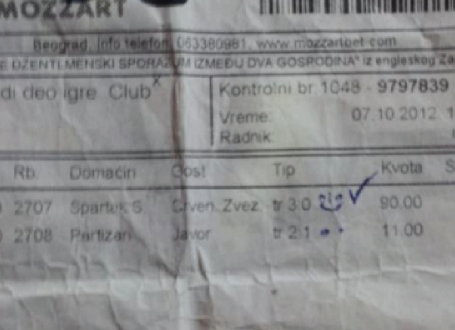 MOZZART
Beograd, info telefon 063380981, www.mozzartbet.com
E DŽENTLMENSKI SPORAZUM IZMEĐU DVA GOSPODINA" iz engleskog Za
di deo igre Club
Kontrolni br. 1048 - 9797839
Vreme: 07.10.2012. 1
Radnik:
Rb. Domaćin Gost Tip Kvota S
2707 Spartak S. Crven. Zvez. tr 3 0 90.00
2708 Partizan Javor tr 2 1 11.00